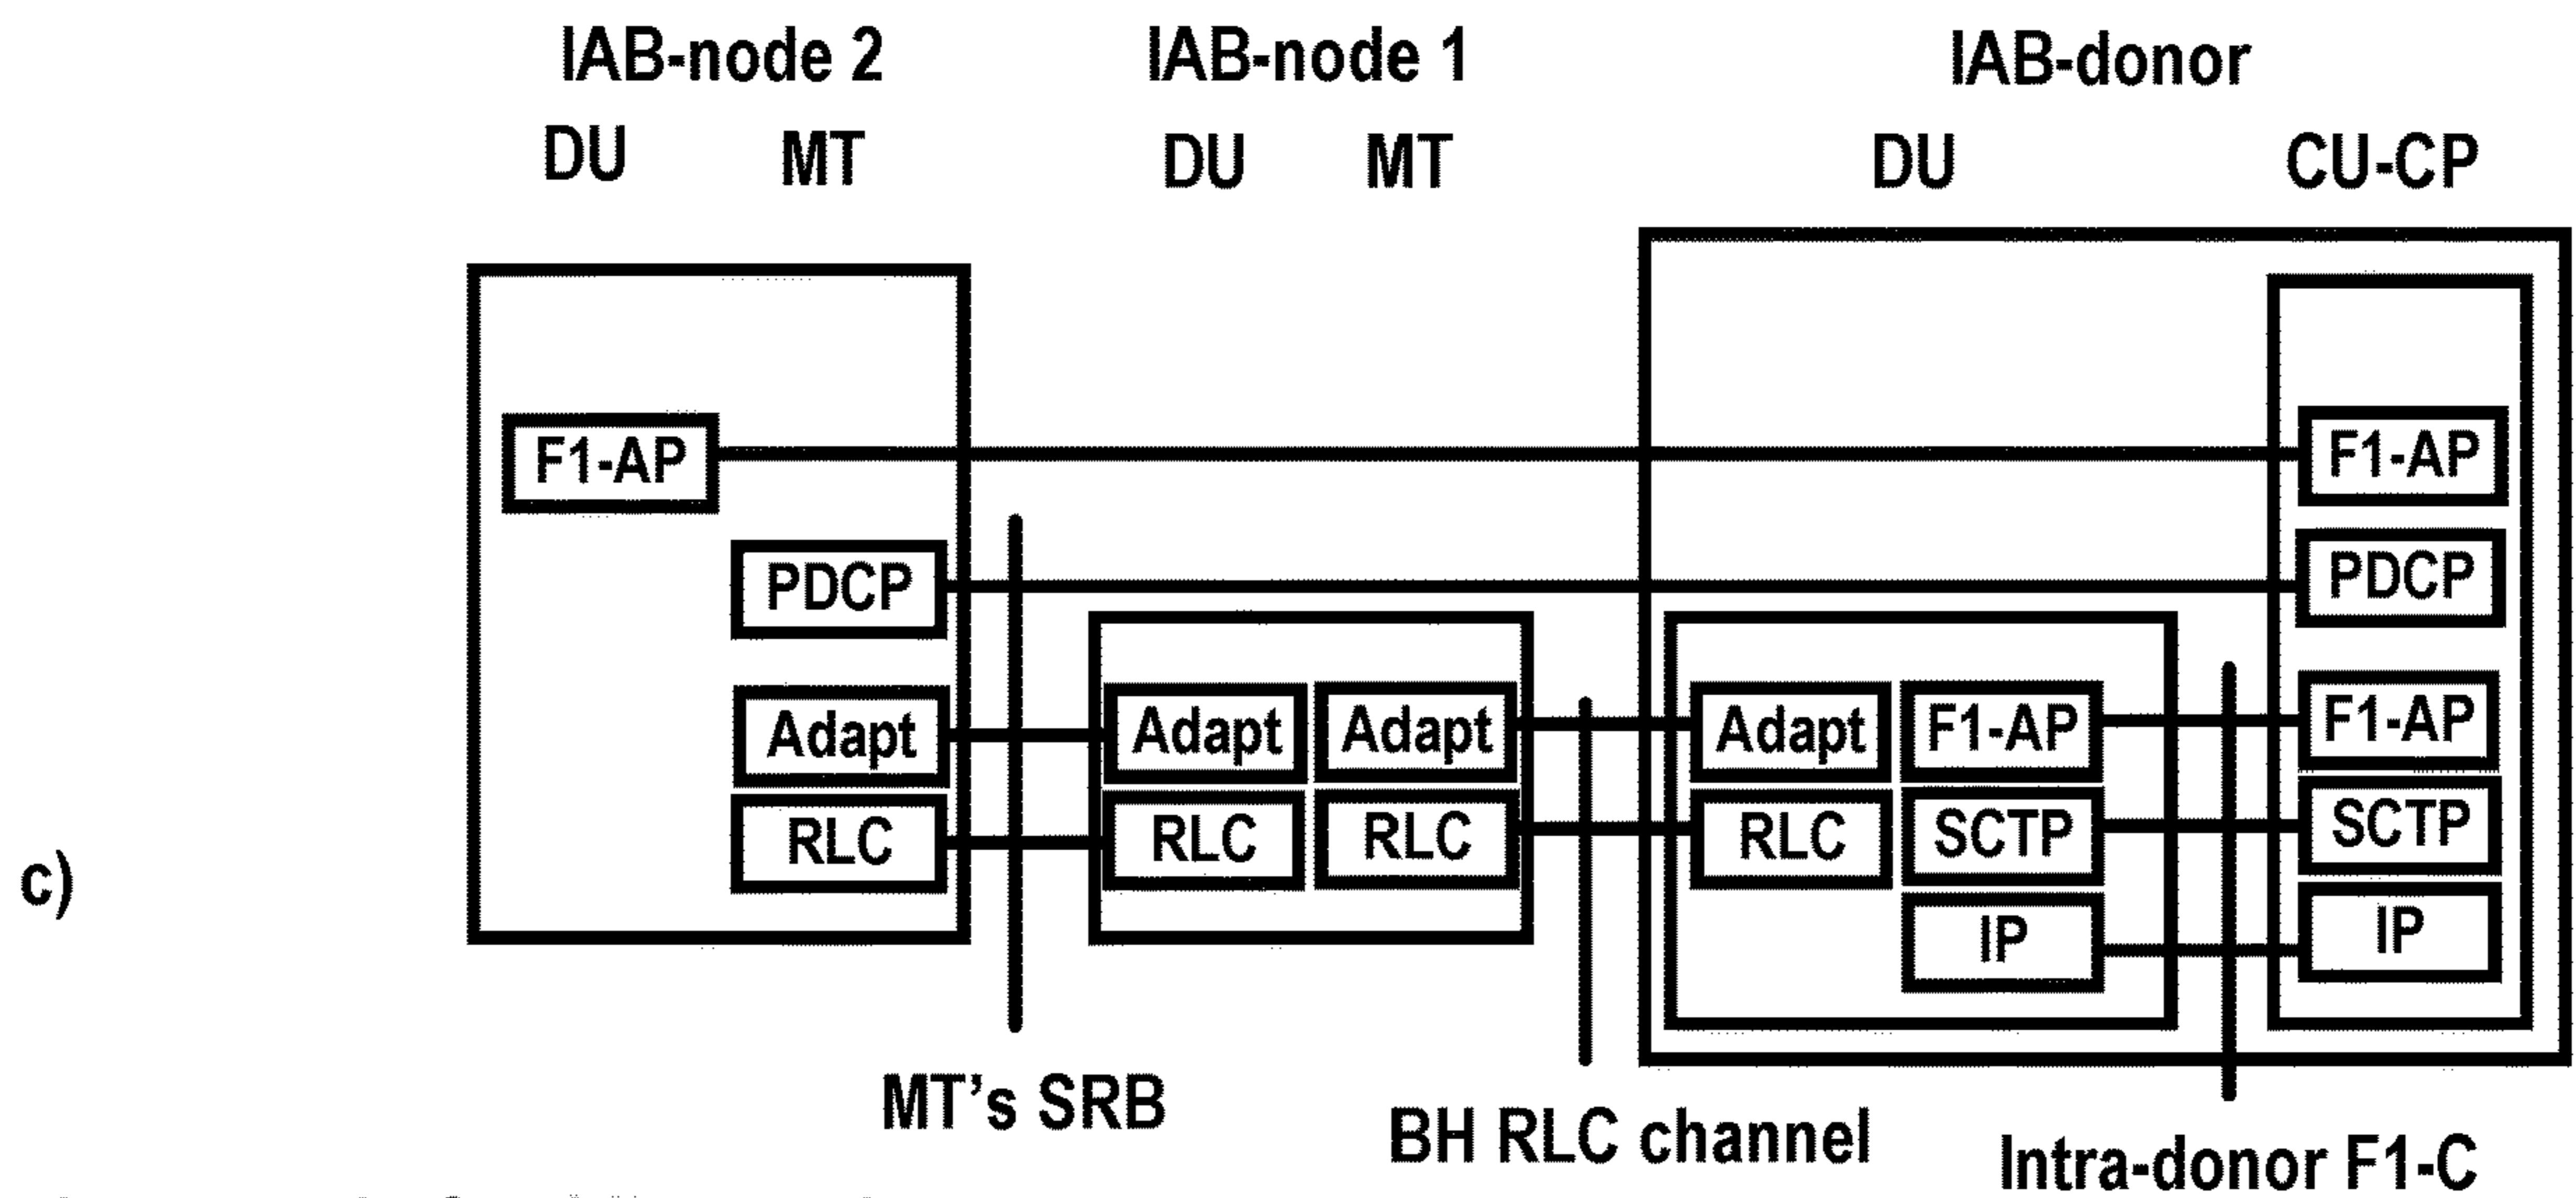 IAB-node 2 IAB-node 1 IAB-donor
DU MT DU MT DU CU-CP
F1-AP F1-AP
PDCP PDCP
Adapt Adapt Adapt Adapt F1-AP F1-AP
RLC RLC RLC RLC SCTP SCTP
c)
IP IP
MT's SRB
BH RLC channel
Intra-donor F1-C